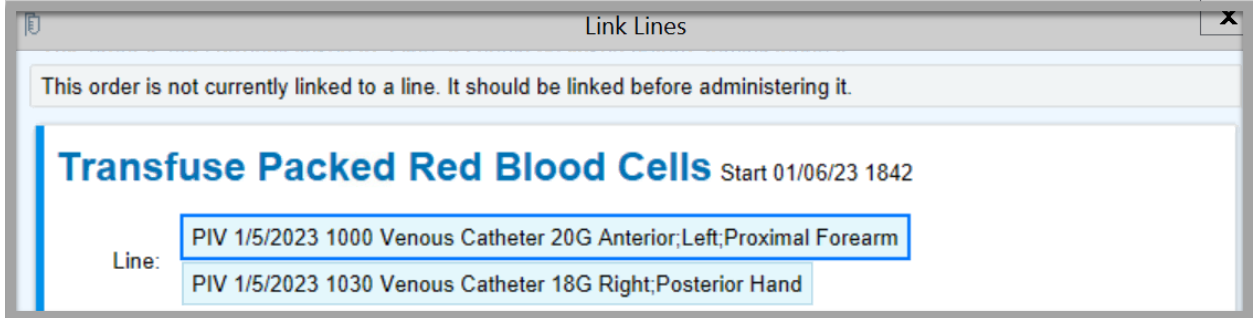 Link Lines
X
This order is not currently linked to a line. It should be linked before administering it.
Transfuse Packed Red Blood Cells Start 01/06/23 1842
PIV 1/5/2023 1000 Venous Catheter 20G Anterior;Left;Proximal Forearm
Line:
PIV 1/5/2023 1030 Venous Catheter 18G Right;Posterior Hand